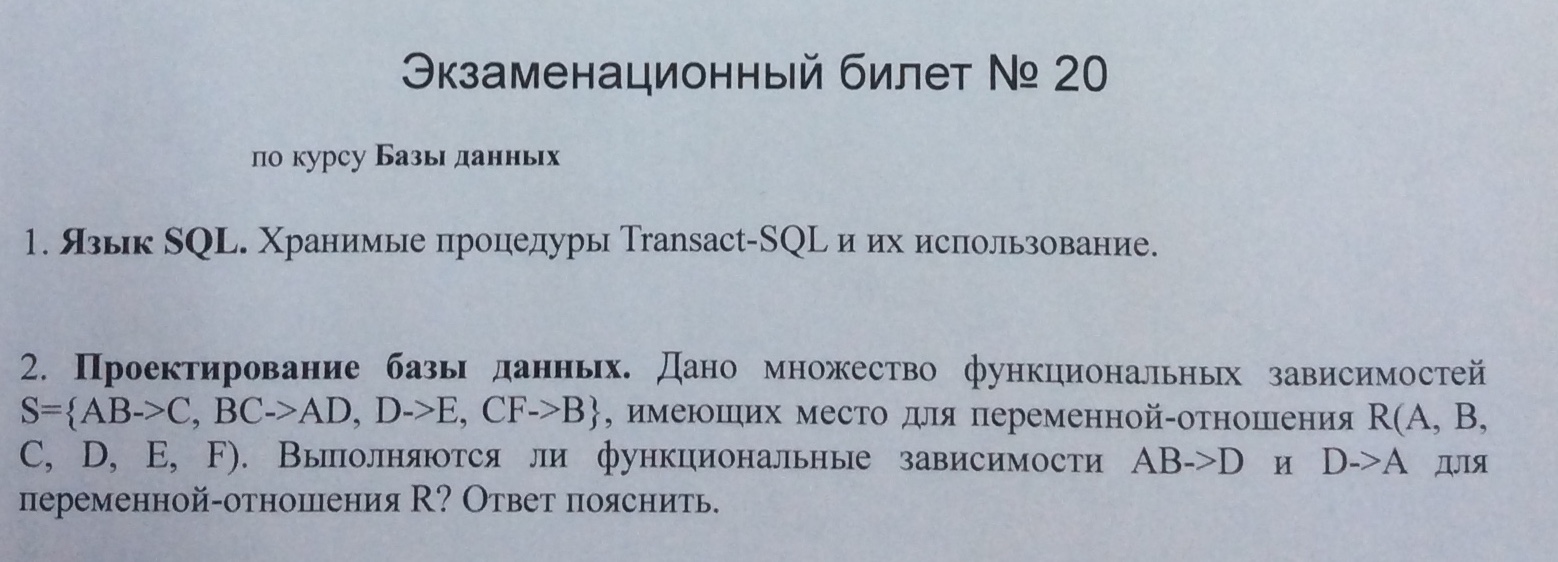 Экзаменационный билет № 20
по курсу Базы данных
1. Язык SQL. Хранимые процедуры Transact-SQL и их использование.
2. Проектирование базы данных. Дано множество функциональных зависимостей
S={AB->C, BC->AD, D->E, CF->B}, имеющих место для переменной-отношения R(A, B,
C, D, E, F). Выполняются ли функциональные зависимости AB->D и D->A для
переменной-отношения R? Ответ пояснить.